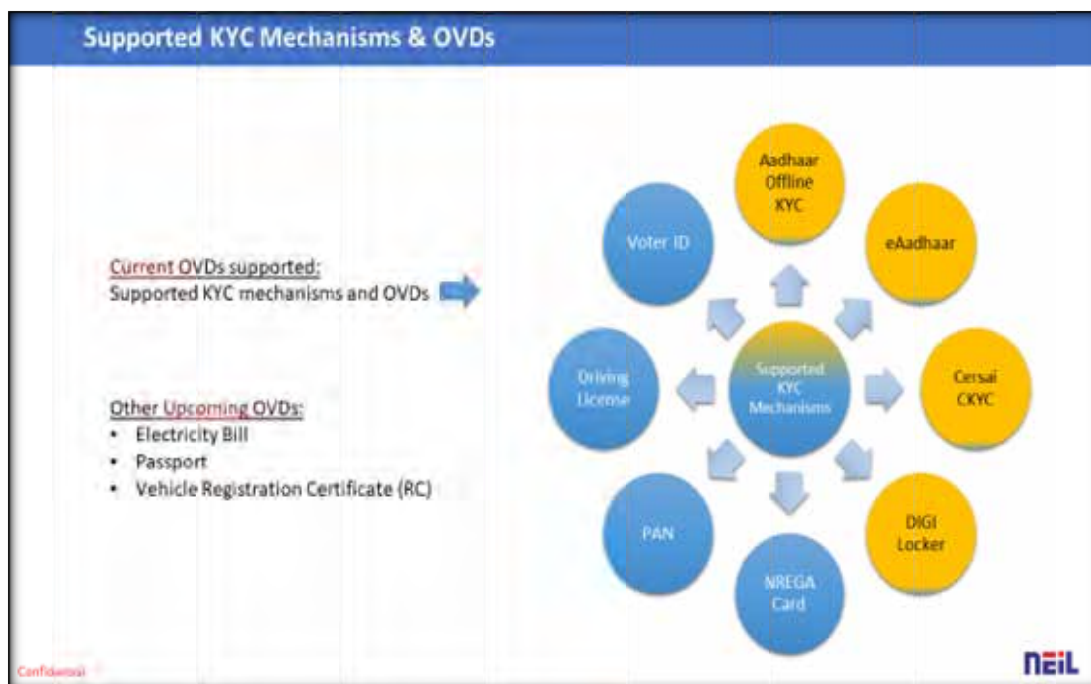 Supported KYC Mechanisms & OVDs
Current OVDs supported:
Supported KYC mechanisms and OVDs
Other Upcoming OVDs:
• Electricity Bill
• Passport
• Vehicle Registration Certificate (RC)
Aadhaar
Offline
KYC
eAadhaar
Cersai
CKYC
DIGI
Locker
NREGA
Card
PAN
Driving
License
Voter ID
Supported
KYC
Mechanisms
Confidential
NEiL